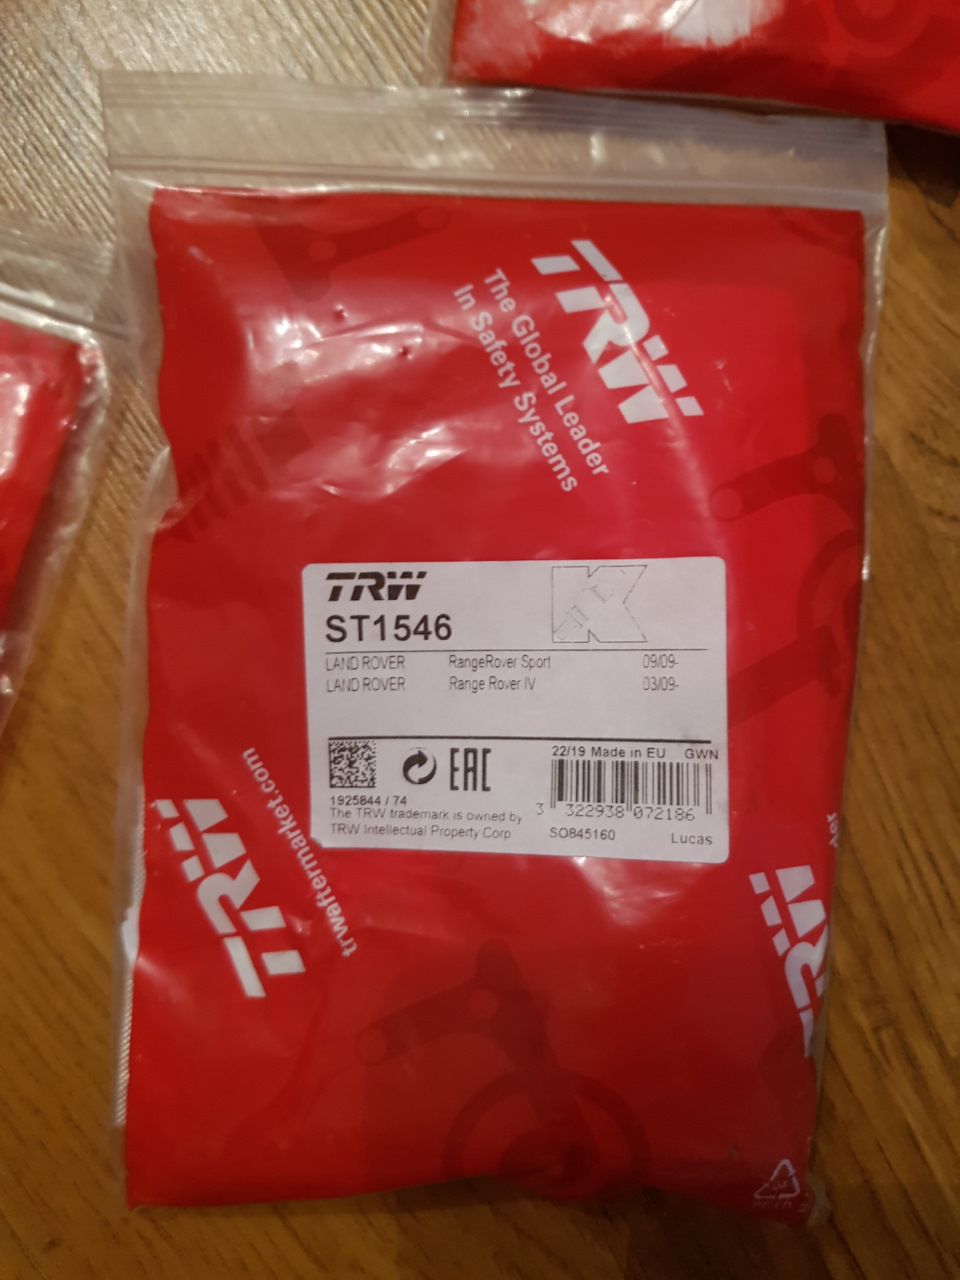 TRW
The Global Leader
In Safety Systems
TRW
ST1546
LAND ROVER RangeRover Sport 09/09-
LAND ROVER Range Rover IV 03/09-
22/19 Made in EU GWN
EAC
1925844 / 74
3 322938 072186
The TRW trademark is owned by
TRW Intellectual Property Corp
SO845160 Lucas
TRW
trwaftermarket.com
TRW